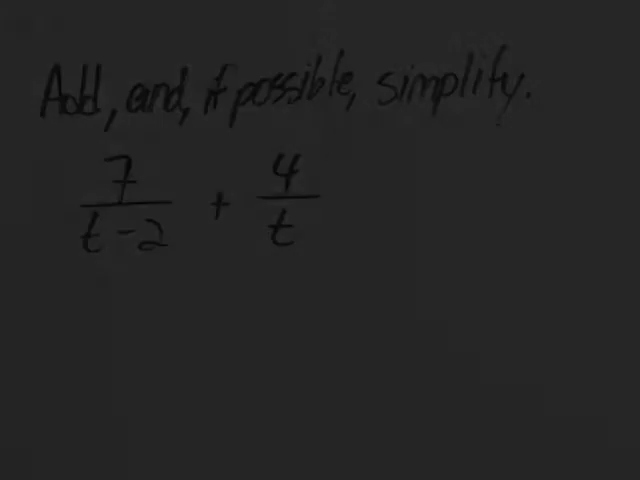 Add, and, if possible, simplify.
7/(t-2) + 4/t